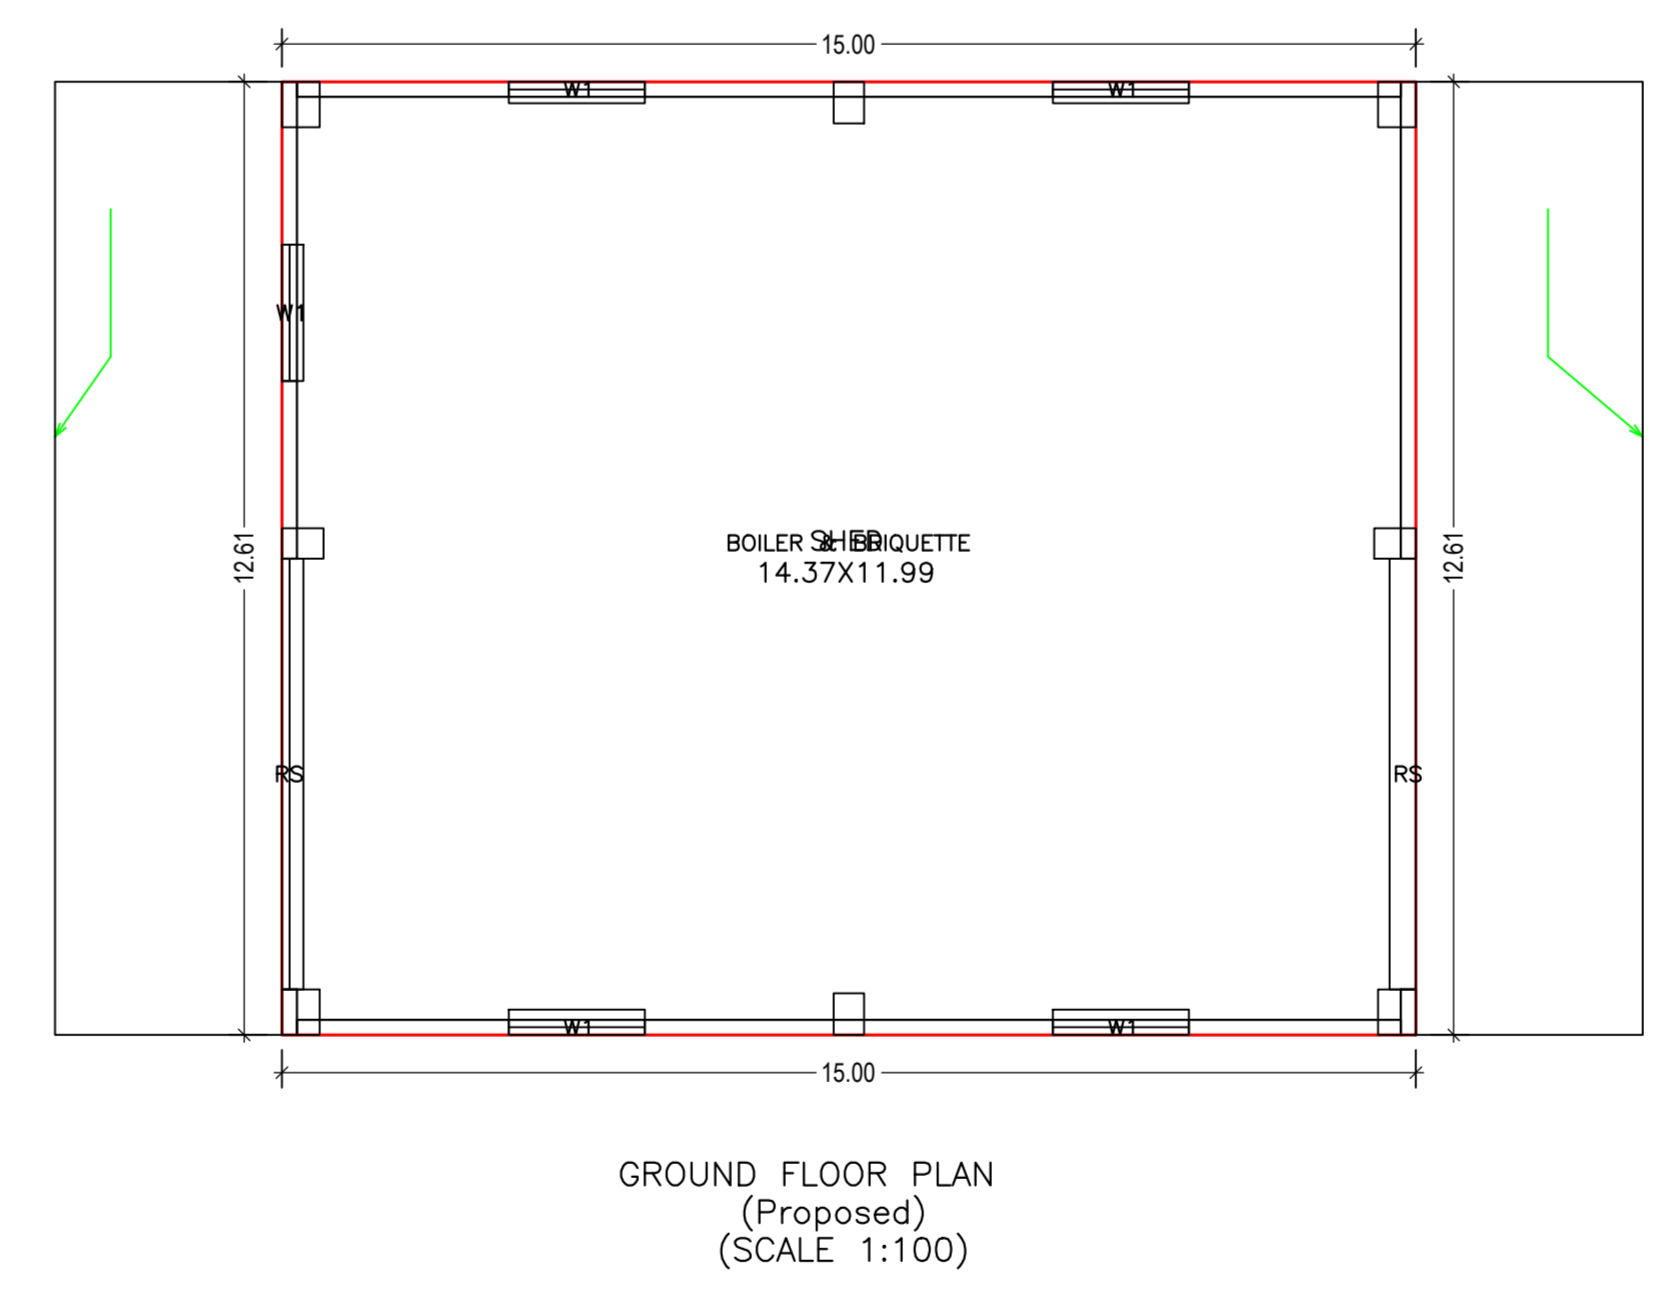 15.00
W1 W1
W1
12.61
12.61
SHED
BOILER & BRIQUETTE
14.37X11.99
RS RS
W1 W1
15.00
GROUND FLOOR PLAN
(Proposed)
(SCALE 1:100)